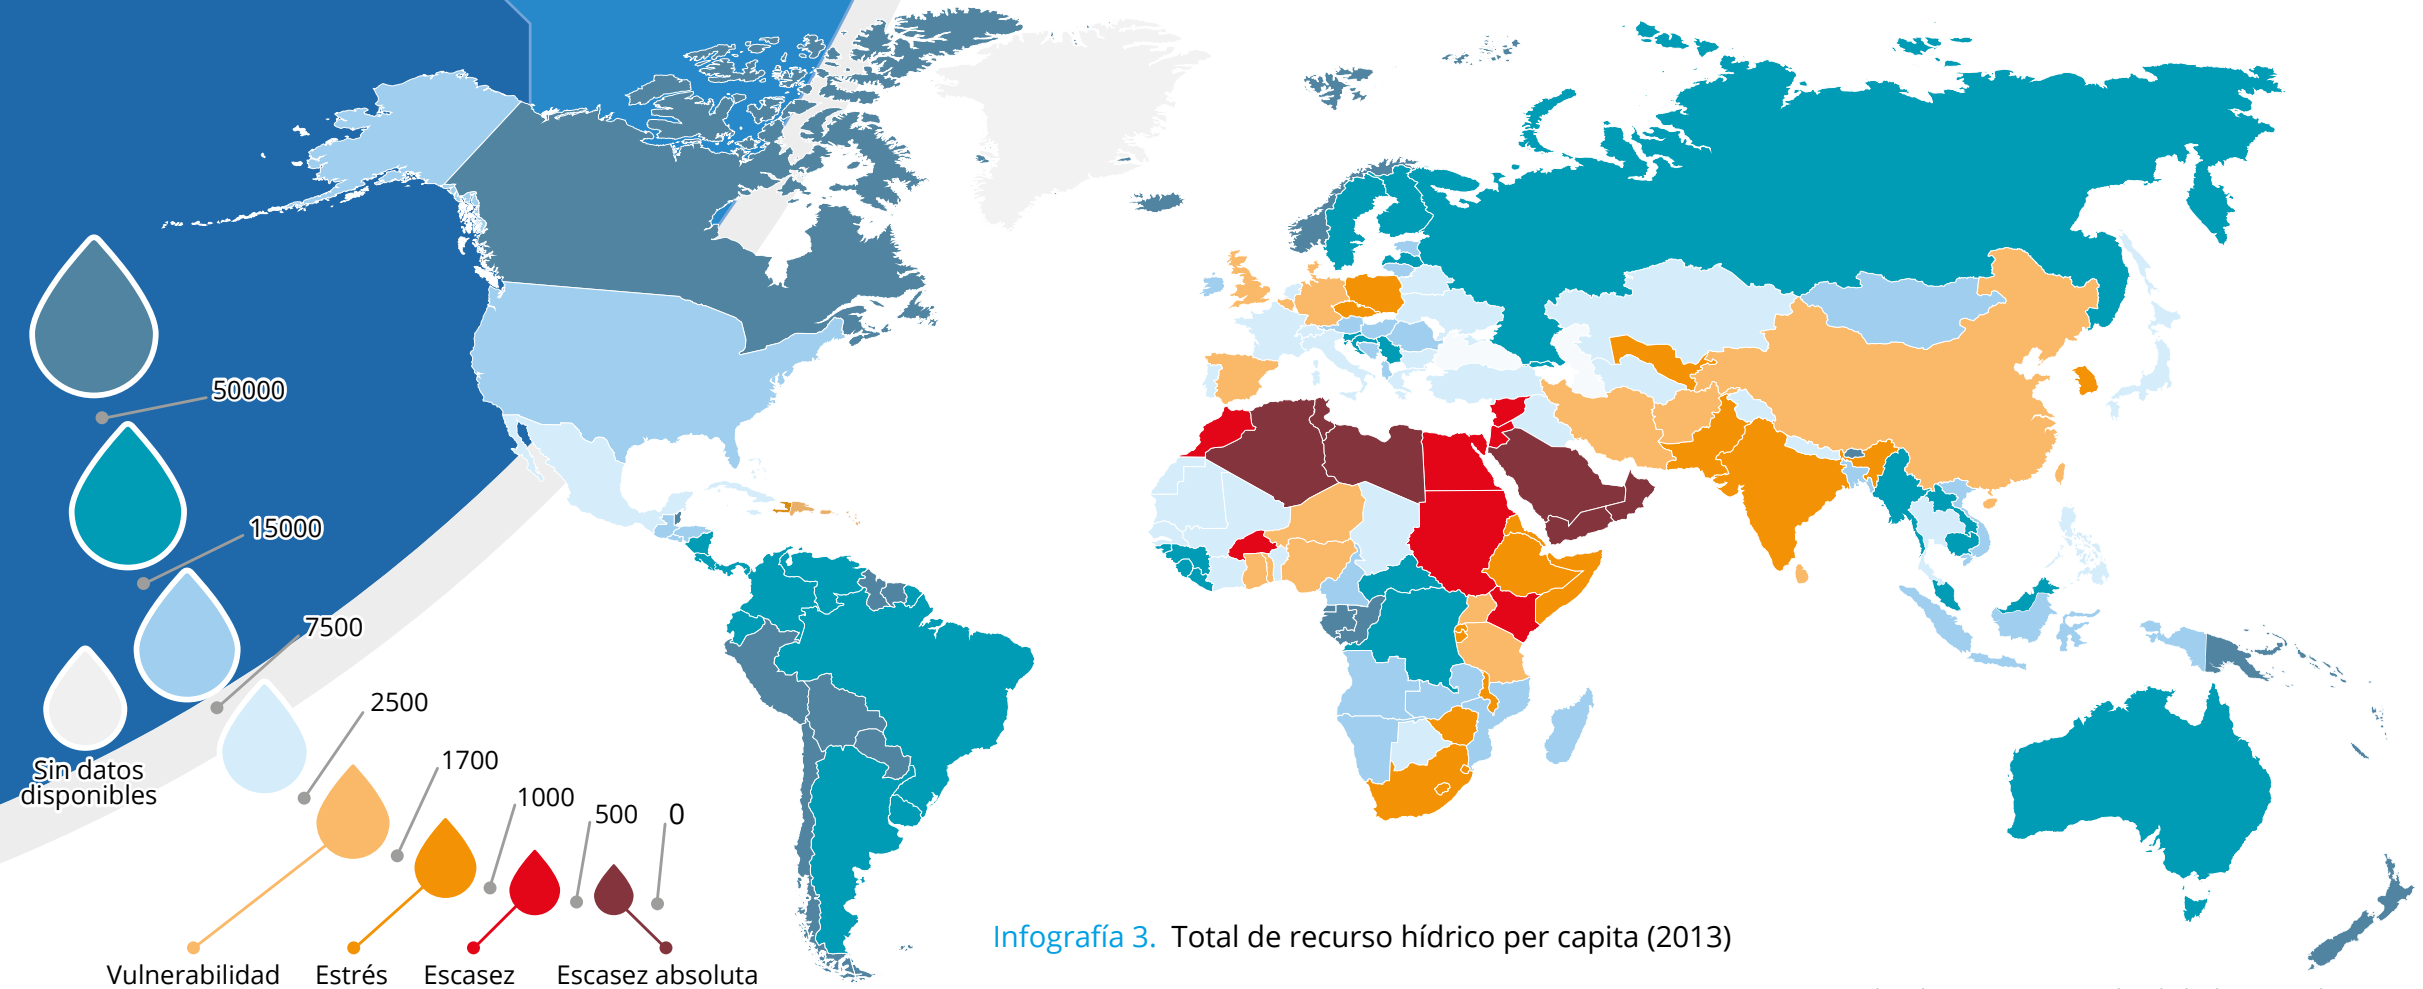 50000
15000
7500
2500
1700
1000
500
0
Sin datos
disponibles
Vulnerabilidad
Estrés
Escasez
Escasez absoluta
Infografía 3. Total de recurso hídrico per capita (2013)